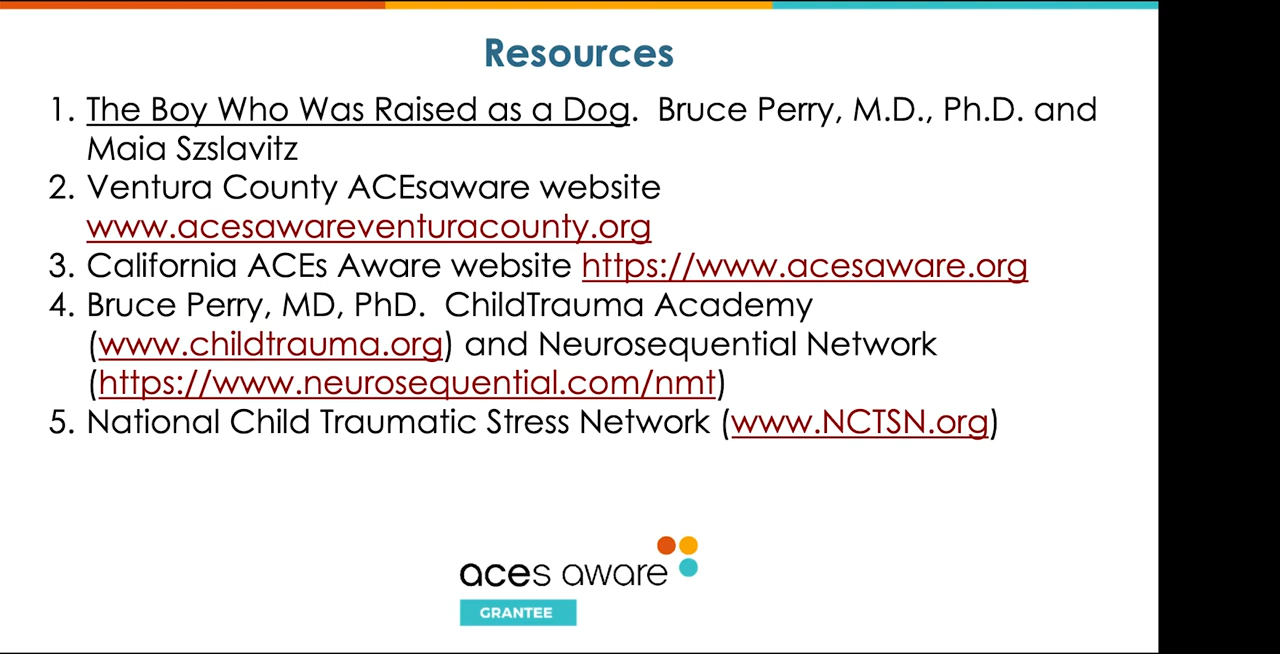 Resources
1. The Boy Who Was Raised as a Dog. Bruce Perry, M.D., Ph.D. and
Maia Szslavitz
2. Ventura County ACEsaware website
www.acesawareventuracounty.org
3. California ACEs Aware website https://www.acesaware.org
4. Bruce Perry, MD, PhD. ChildTrauma Academy
(www.childtrauma.org) and Neurosequential Network
(https://www.neurosequential.com/nmt)
5. National Child Traumatic Stress Network (www.NCTSN.org)
aces aware
GRANTEE